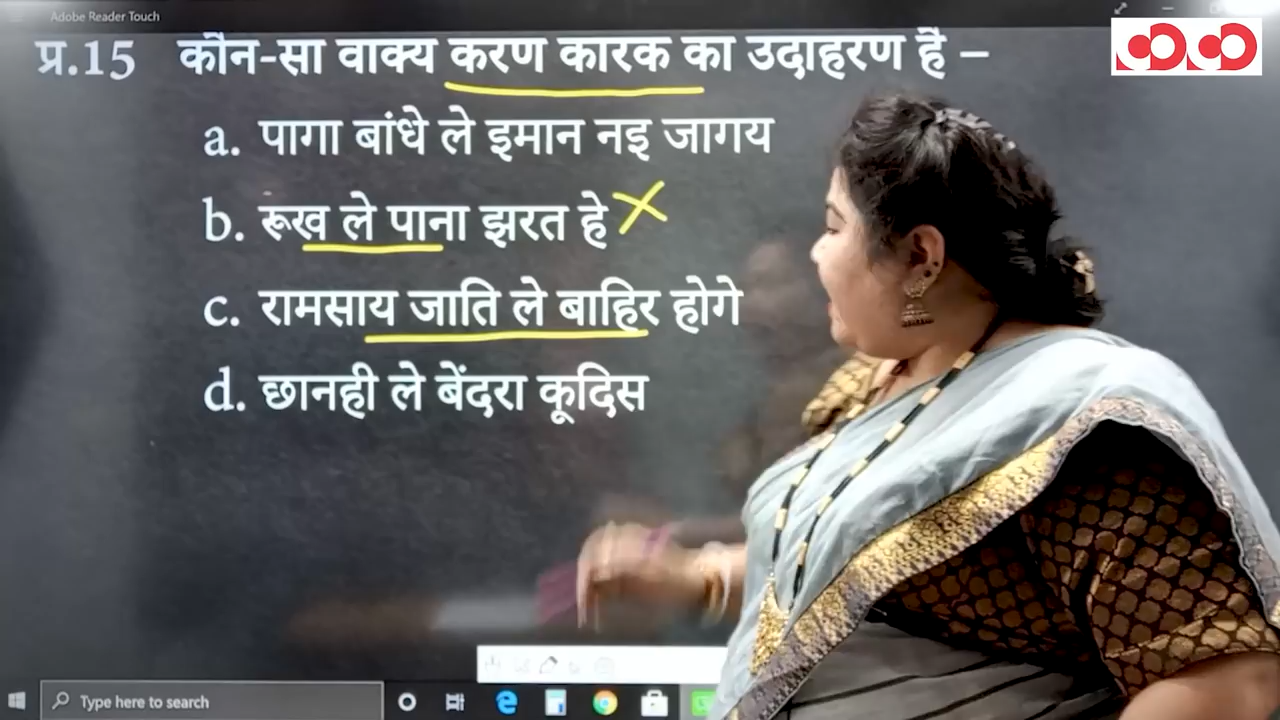 Adobe Reader Touch
प्र.15 कौन-सा वाक्य करण कारक का उदाहरण है –
a. पागा बांधे ले इमान नइ जागय
b. रूख ले पाना झरत हे
c. रामसाय जाति ले बाहिर होगे
d. छानही ले बेंदरा कूदिस
Type here to search